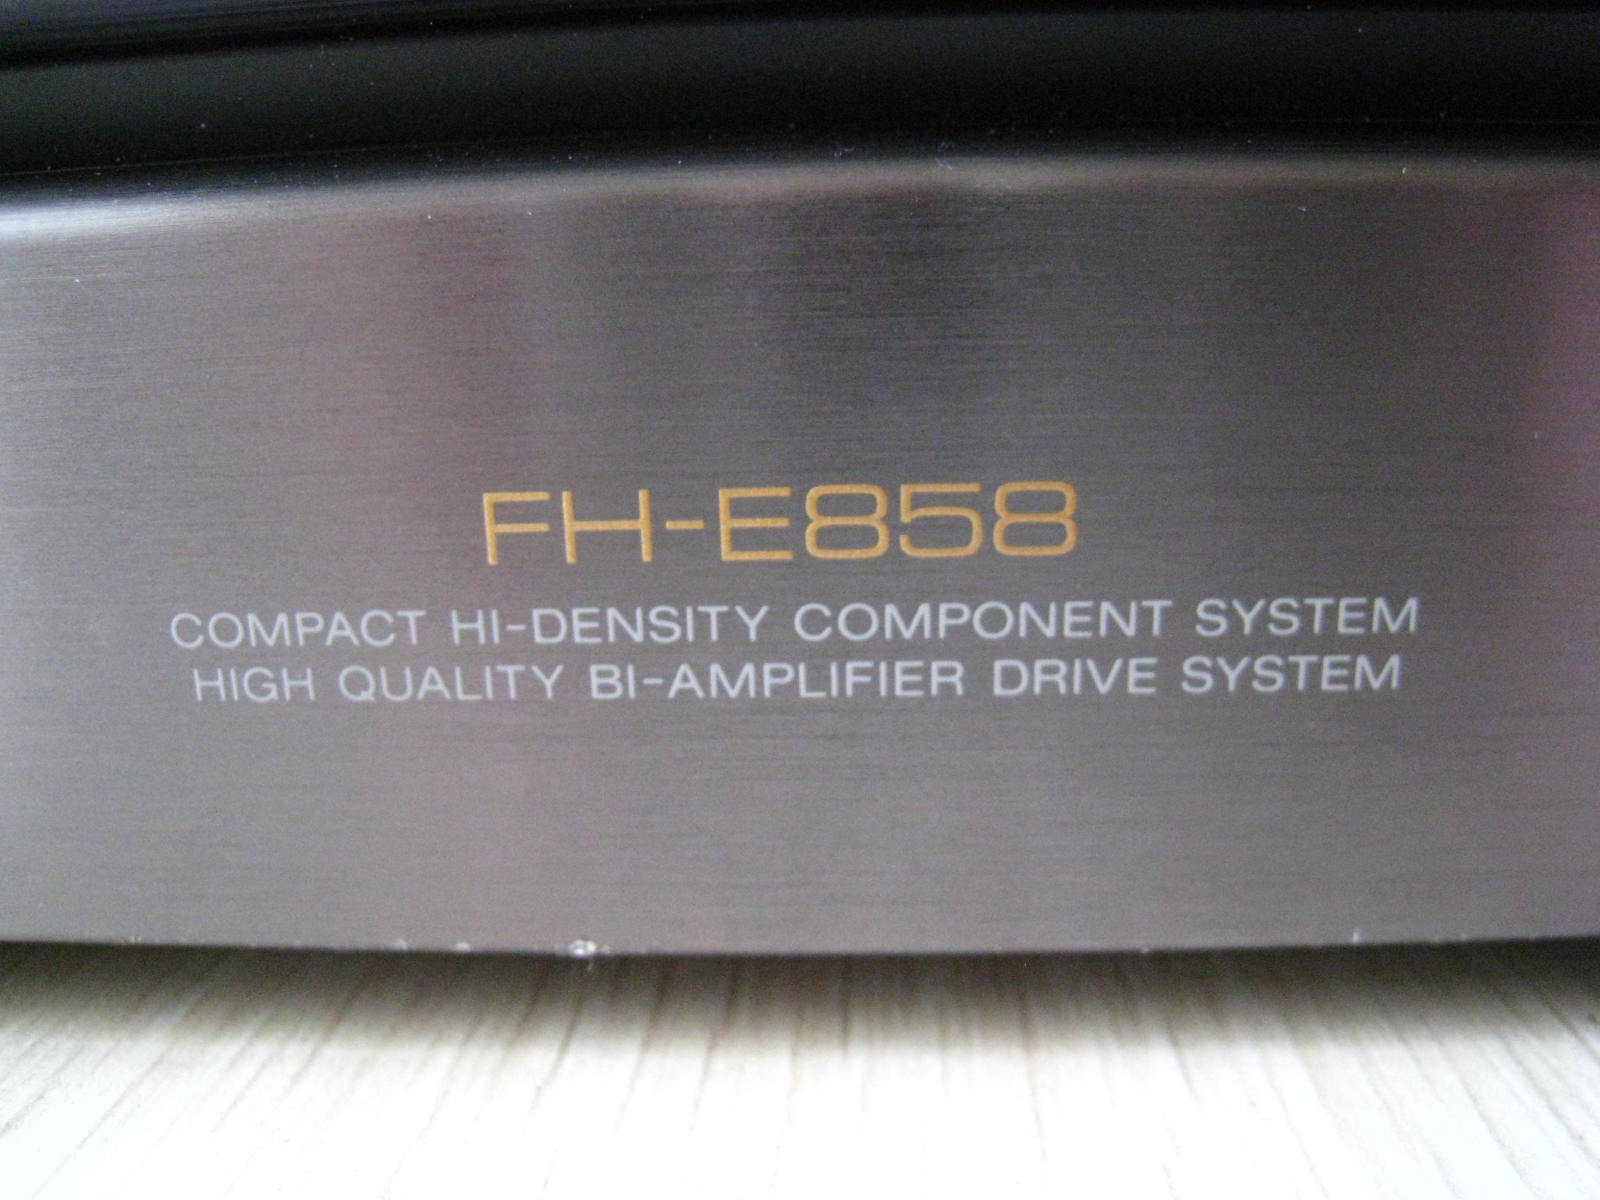 FH-E858
COMPACT HI-DENSITY COMPONENT SYSTEM
HIGH QUALITY BI-AMPLIFIER DRIVE SYSTEM